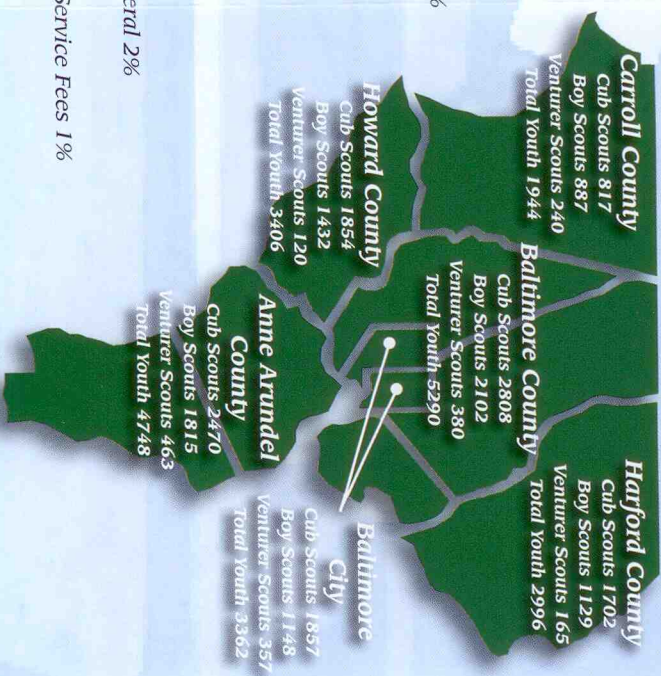 Carroll County
Cub Scouts 817
Boy Scouts 887
Venturer Scouts 240
Total Youth 1944
Baltimore County
Cub Scouts 2808
Boy Scouts 2102
Venturer Scouts 380
Total Youth 5290
Harford County
Cub Scouts 1702
Boy Scouts 1129
Venturer Scouts 165
Total Youth 2996
Howard County
Cub Scouts 1854
Boy Scouts 1432
Venturer Scouts 120
Total Youth 3406
Anne Arundel
County
Cub Scouts 2470
Boy Scouts 1815
Venturer Scouts 463
Total Youth 4748
Baltimore
City
Cub Scouts 1857
Boy Scouts 1148
Venturer Scouts 357
Total Youth 3362
%
eral 2%
Service Fees 1%